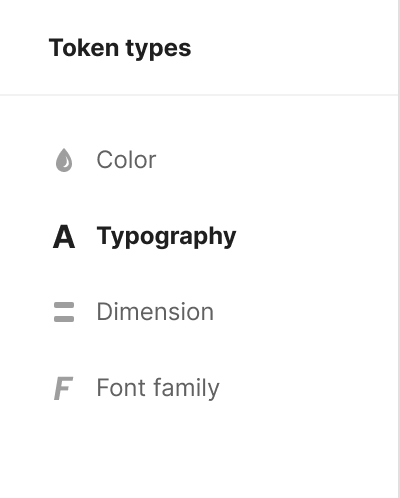 Token types
Color
A Typography
Dimension
F Font family